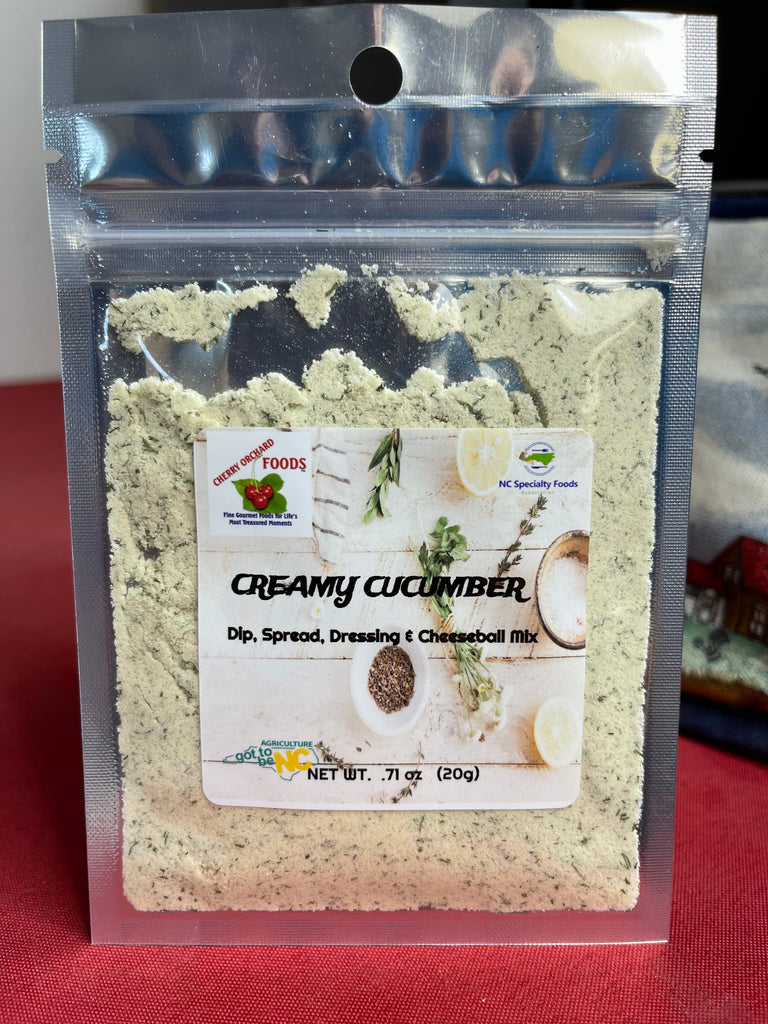 CHERRY ORCHARD
FOODS
Fine Gourmet Foods for Life's
Most Treasured Moments
NC Specialty Foods
CREAMY CUCUMBER
Dip, Spread, Dressing & Cheeseball Mix
AGRICULTURE
got to
be NC
NET WT. .71 oz (20g)